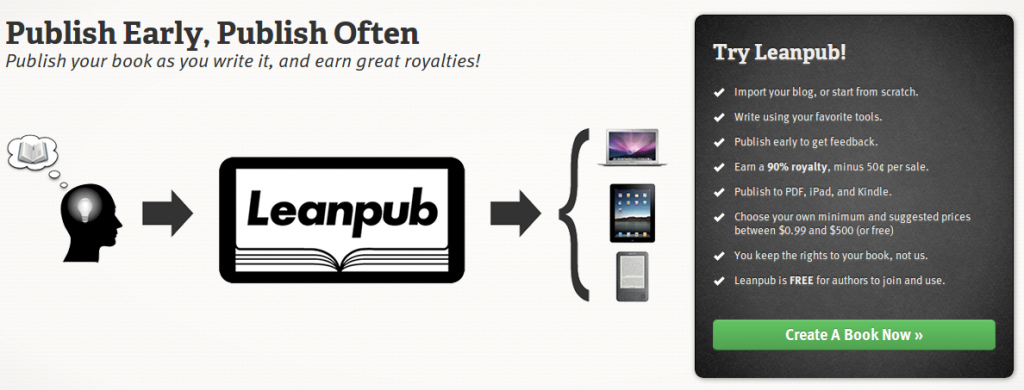 Publish Early, Publish Often
Publish your book as you write it, and earn great royalties!
Leanpub
Try Leanpub!
Import your blog, or start from scratch.
Write using your favorite tools.
Publish early to get feedback.
Earn a 90% royalty, minus 50¢ per sale.
Publish to PDF, iPad, and Kindle.
Choose your own minimum and suggested prices
between $0.99 and $500 (or free)
You keep the rights to your book, not us.
Leanpub is FREE for authors to join and use.
Create A Book Now »